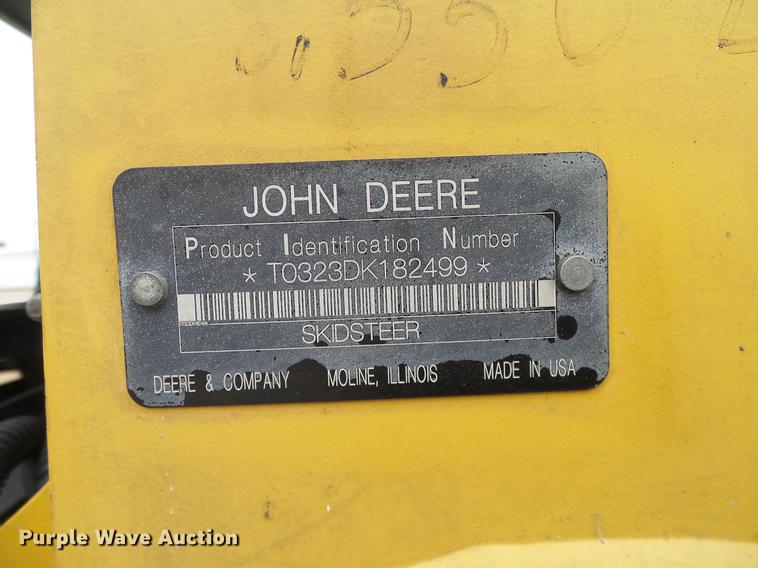 JOHN DEERE
Product Identification Number
* T0323DK182499 *
SKIDSTEER
DEERE & COMPANY MOLINE, ILLINOIS MADE IN USA
Purple Wave Auction